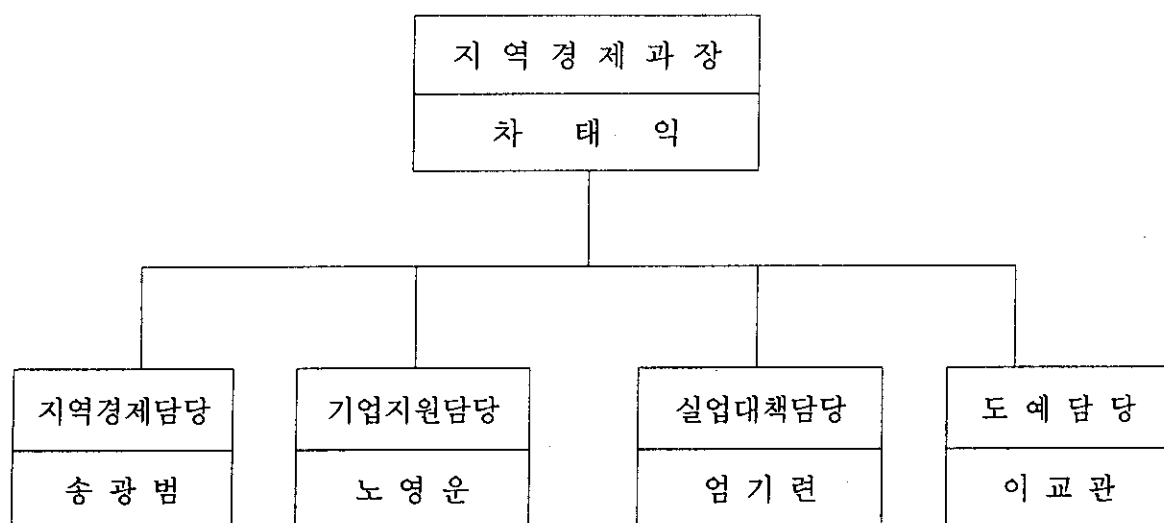 지 역 경 제 과 장
차 태 익
지역경제담당 기업지원담당 실업대책담당 도 예 담 당
송 광 범 노 영 운 엄 기 련 이 교 관